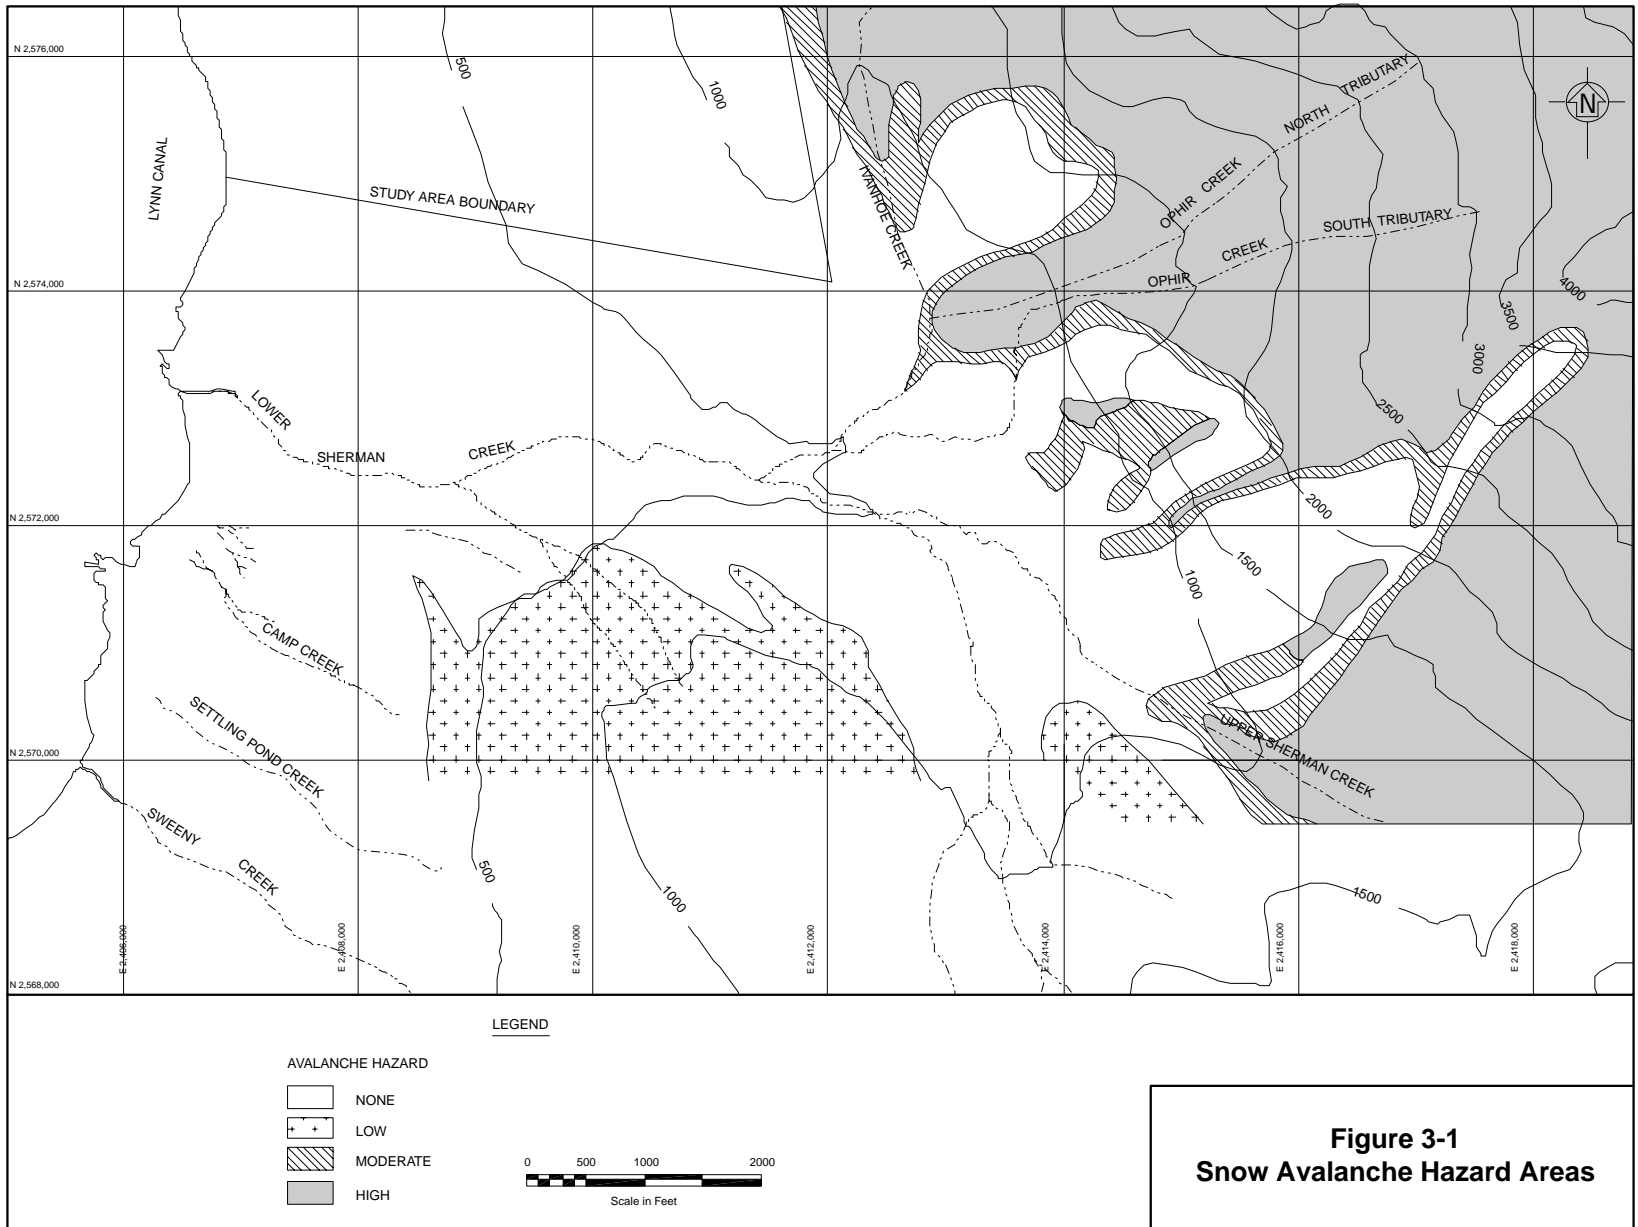 N 2,576,000
500
1000
NORTH TRIBUTARY
N
LYNN CANAL
STUDY AREA BOUNDARY
IVANHOE CREEK
OPHIR CREEK
SOUTH TRIBUTARY
OPHIR CREEK
N 2,574,000
4000
3500
3000
2500
LOWER
SHERMAN
CREEK
N 2,572,000
2000
1500
1000
CAMP CREEK
SETTLING POND CREEK
UPPER SHERMAN CREEK
N 2,570,000
SWEENY
CREEK
500
1000
1500
E 2,406,000
E 2,408,000
E 2,410,000
E 2,412,000
E 2,414,000
E 2,416,000
E 2,418,000
N 2,568,000
LEGEND
AVALANCHE HAZARD
NONE
LOW
MODERATE
HIGH
0 500 1000 2000
Scale in Feet
Figure 3-1
Snow Avalanche Hazard Areas